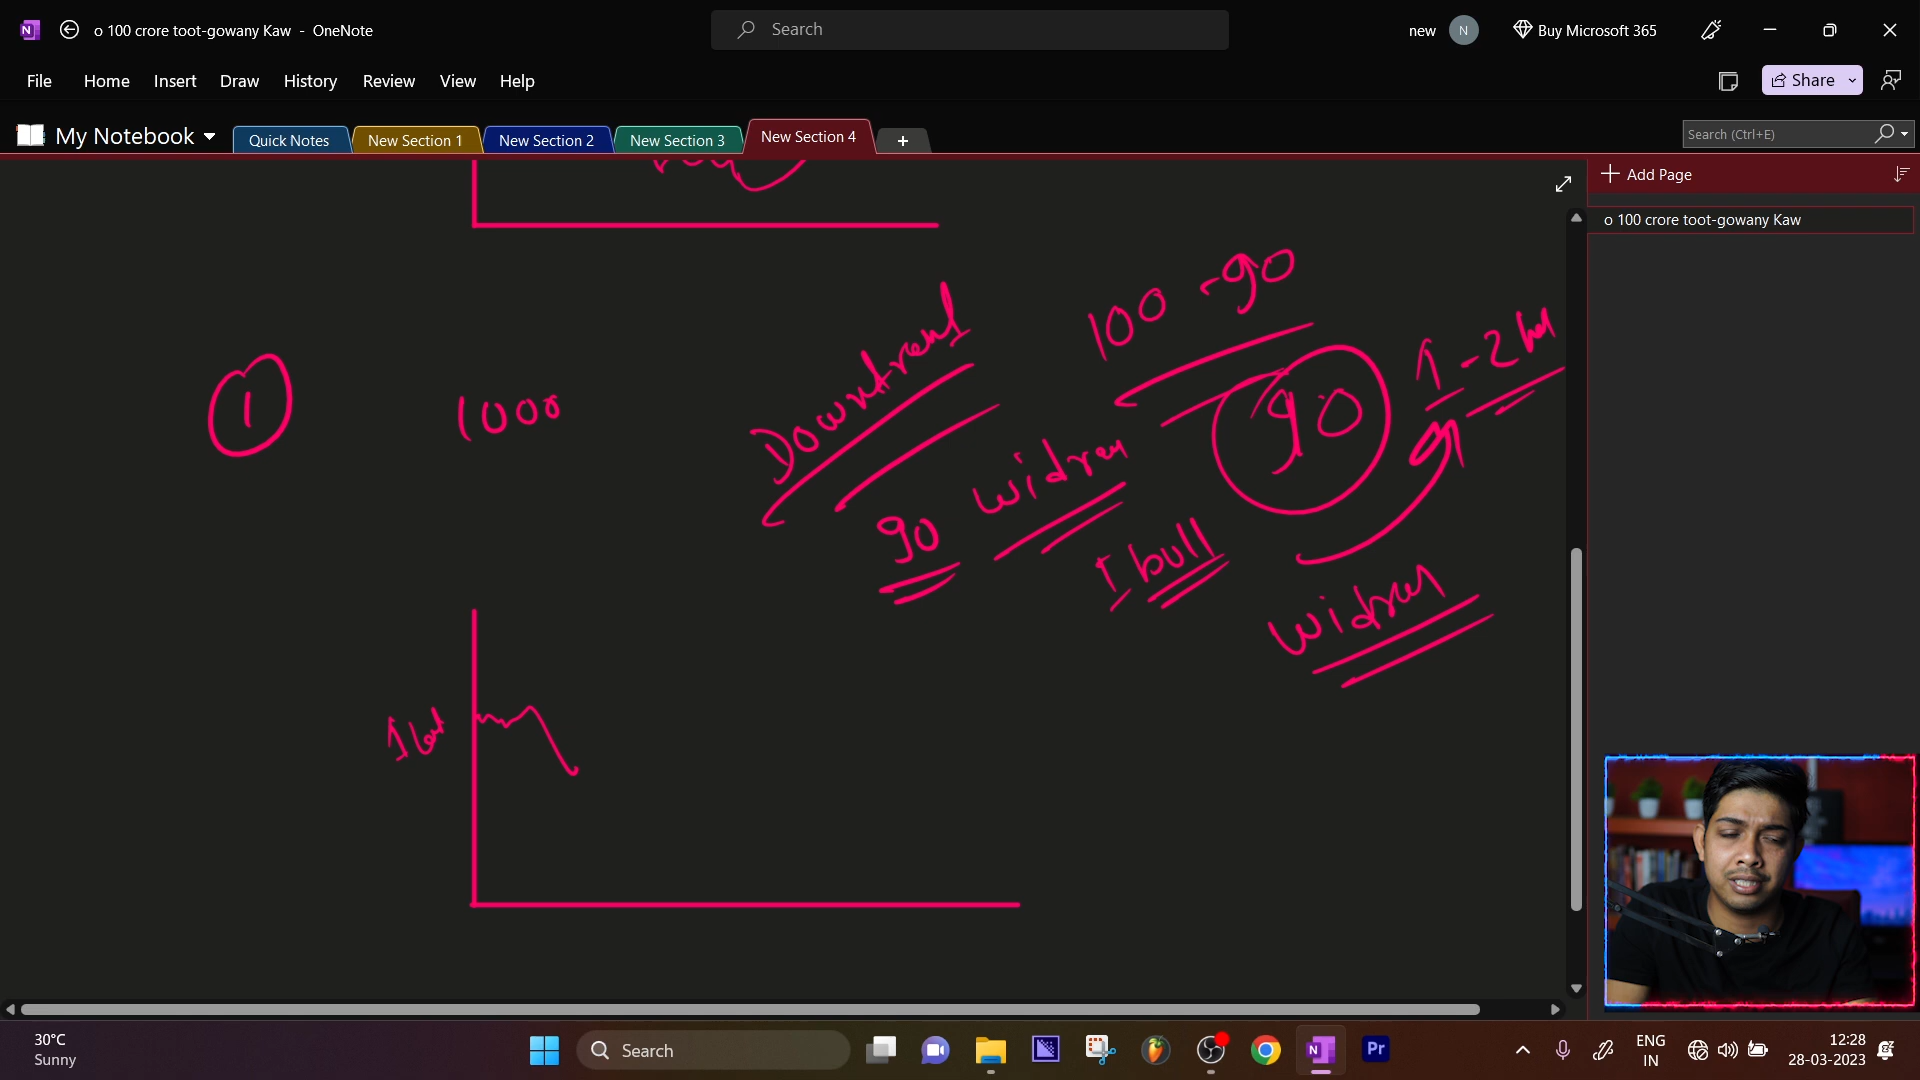 o 100 crore toot-gowany Kaw - OneNote
Search
new
N
Buy Microsoft 365
File Home Insert Draw History Review View Help
Share
My Notebook
Quick Notes
New Section 1
New Section 2
New Section 3
New Section 4
Search (Ctrl+E)
Add Page
o 100 crore toot-gowany Kaw
1
1000
Downtrend
100 - 90
90
1 - 2
90 widraw
I bull
widraw
30°C
Sunny
Search
Pr
ENG
IN
12:28
28-03-2023